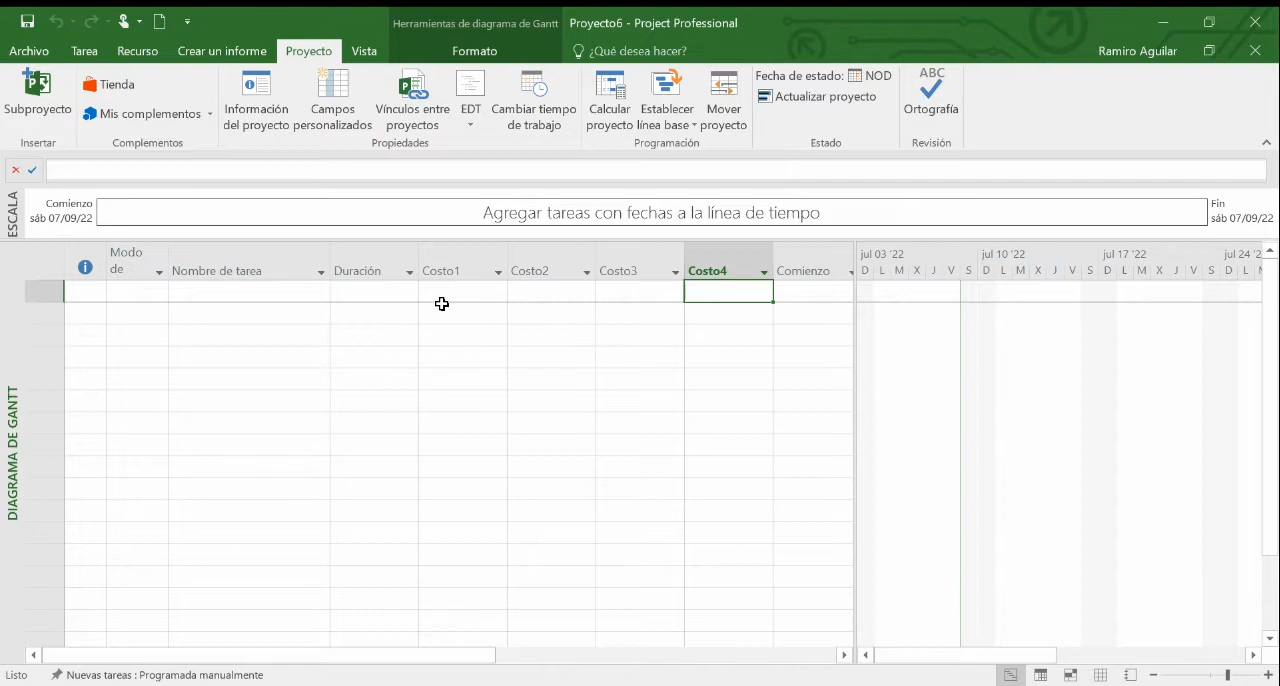 Herramientas de diagrama de Gantt
Proyecto6 - Project Professional
Archivo Tarea Recurso Crear un informe Proyecto Vista Formato ¿Qué desea hacer? Ramiro Aguilar
Subproyecto
Insertar
Tienda
Mis complementos
Complementos
Información
del proyecto
Campos
personalizados
Vínculos entre
proyectos
EDT
Cambiar tiempo
de trabajo
Propiedades
Calcular
proyecto
Establecer
línea base
Mover
proyecto
Programación
Fecha de estado: NOD
Actualizar proyecto
Estado
ABC
Ortografía
Revisión
ESCALA
Comienzo
sáb 07/09/22
Agregar tareas con fechas a la línea de tiempo
Fin
sáb 07/09/22
Modo
de
Nombre de tarea Duración Costo1 Costo2 Costo3 Costo4 Comienzo
jul 03 '22 jul 10 '22 jul 17 '22 jul 24 '2
D L M X J V S D L M X J V S D L M X J V S D L
DIAGRAMA DE GANTT
Listo Nuevas tareas : Programada manualmente